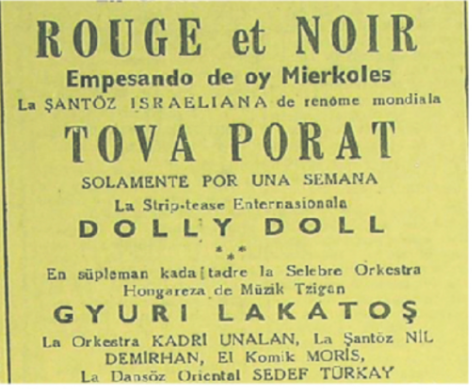 ROUGE et NOIR
Empesando de oy Mierkoles
La ŞANTÖZ ISRAELIANA de renome mondiala
TOVA PORAT
SOLAMENTE POR UNA SEMANA
La Strip-tease Enternasionala
DOLLY DOLL
***
En süpleman kada tadre la Selebre Orkestra
Hongareza de Müzik Tzigan
GYURI LAKATOŞ
La Orkestra KADRİ UNALAN, La Şantöz NİL
DEMİRHAN, El Komik MORİS,
La Dansöz Oriental SEDEF TÜRKAY